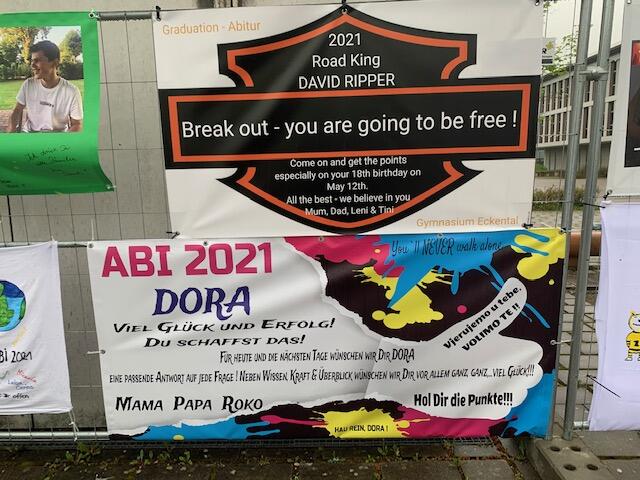 Graduation - Abitur
2021
Road King
DAVID RIPPER
Break out - you are going to be free !
Come on and get the points
especially on your 18th birthday on
May 12th.
All the best - we believe in you
Mum, Dad, Leni & Tini
Gymnasium Eckental
ABI 2021
DORA
VIEL GLÜCK UND ERFOLG!
DU SCHAFFST DAS!
FÜR HEUTE UND DIE NÄCHSTEN TAGE WÜNSCHEN WIR DIR DORA
EINE PASSENDE ANTWORT AUF JEDE FRAGE ! NEBEN WISSEN, KRAFT & ÜBERBLICK WÜNSCHEN WIR DIR VOR ALLEM GANZ, GANZ...VIEL GLÜCK!!!
MAMA PAPA ROKO
You´ll NEVER walk alone
Vjerujemo u tebe,
VOLIMO TE !!
Hol Dir die Punkte!!!
HAU REIN, DORA !
BI 2021